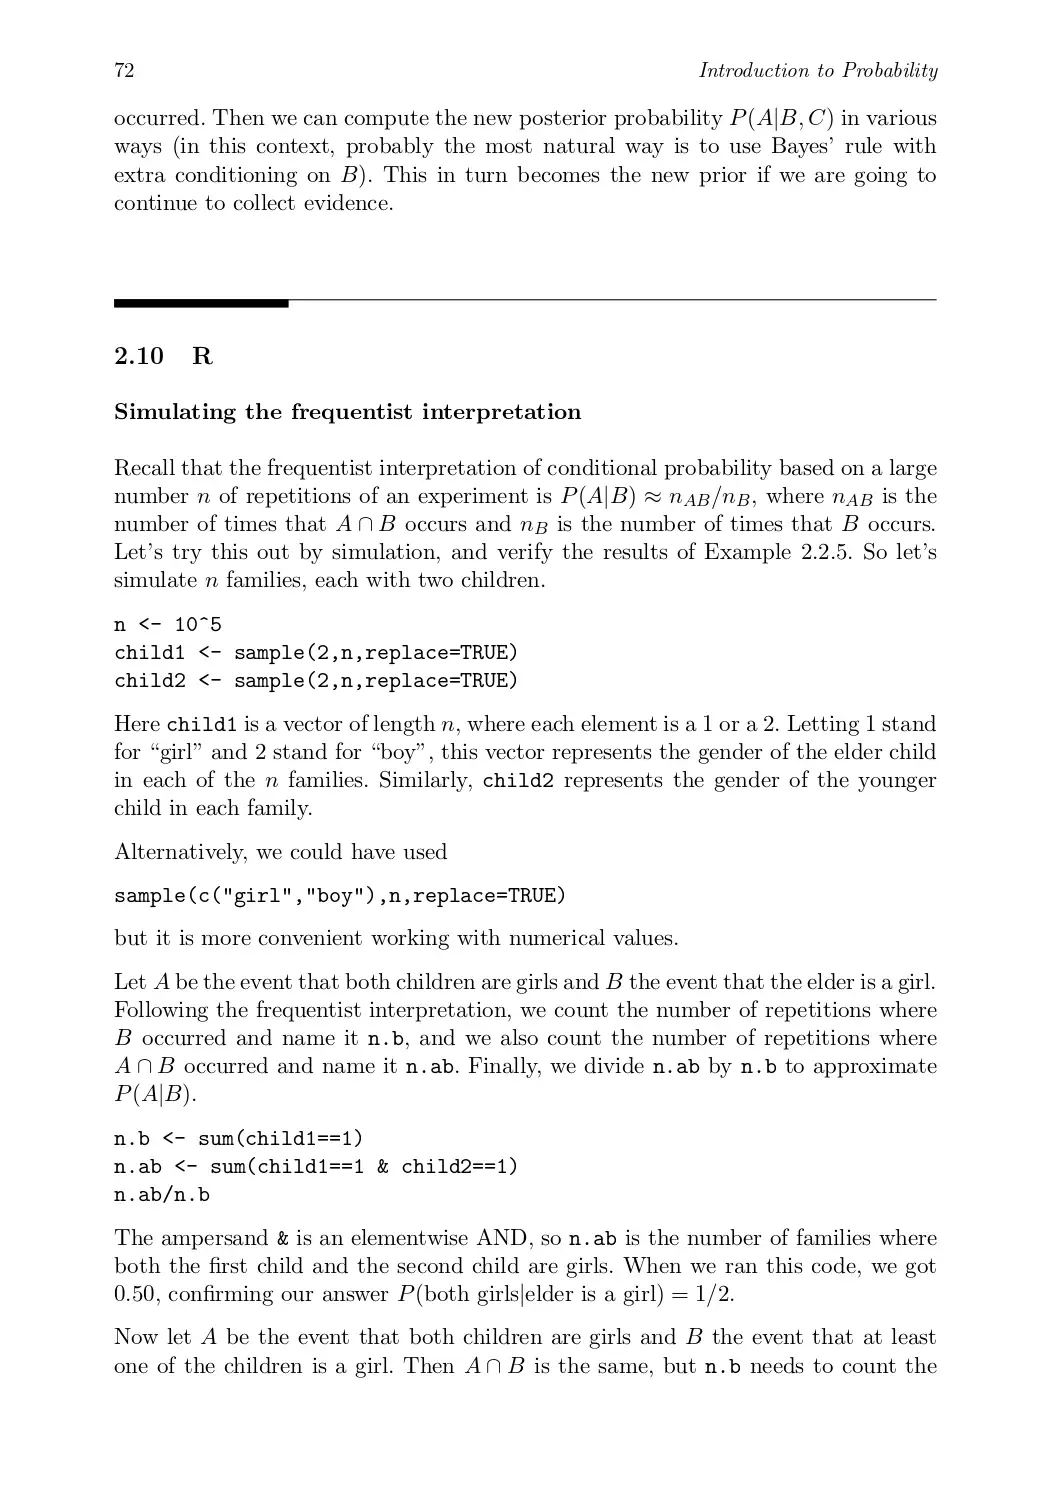 72 Introduction to Probability
occurred. Then we can compute the new posterior probability P(A|B, C) in various
ways (in this context, probably the most natural way is to use Bayes’ rule with
extra conditioning on B). This in turn becomes the new prior if we are going to
continue to collect evidence.
2.10 R
Simulating the frequentist interpretation
Recall that the frequentist interpretation of conditional probability based on a large
number n of repetitions of an experiment is P(A|B) ≈ nAB/nB, where nAB is the
number of times that A ∩ B occurs and nB is the number of times that B occurs.
Let’s try this out by simulation, and verify the results of Example 2.2.5. So let’s
simulate n families, each with two children.
n <- 10^5
child1 <- sample(2,n,replace=TRUE)
child2 <- sample(2,n,replace=TRUE)
Here child1 is a vector of length n, where each element is a 1 or a 2. Letting 1 stand
for “girl” and 2 stand for “boy”, this vector represents the gender of the elder child
in each of the n families. Similarly, child2 represents the gender of the younger
child in each family.
Alternatively, we could have used
sample(c("girl","boy"),n,replace=TRUE)
but it is more convenient working with numerical values.
Let A be the event that both children are girls and B the event that the elder is a girl.
Following the frequentist interpretation, we count the number of repetitions where
B occurred and name it n.b, and we also count the number of repetitions where
A ∩ B occurred and name it n.ab. Finally, we divide n.ab by n.b to approximate
P(A|B).
n.b <- sum(child1==1)
n.ab <- sum(child1==1 & child2==1)
n.ab/n.b
The ampersand & is an elementwise AND, so n.ab is the number of families where
both the first child and the second child are girls. When we ran this code, we got
0.50, confirming our answer P(both girls|elder is a girl) = 1/2.
Now let A be the event that both children are girls and B the event that at least
one of the children is a girl. Then A ∩ B is the same, but n.b needs to count the